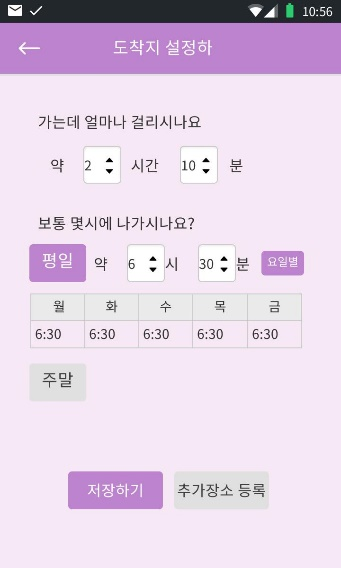 10:56
도착지 설정하
가는데 얼마나 걸리시나요
약 2 시간 10 분
보통 몇시에 나가시나요?
평일 약 6 시 30 분 요일별
월 화 수 목 금
6:30 6:30 6:30 6:30 6:30
주말
저장하기 추가장소 등록